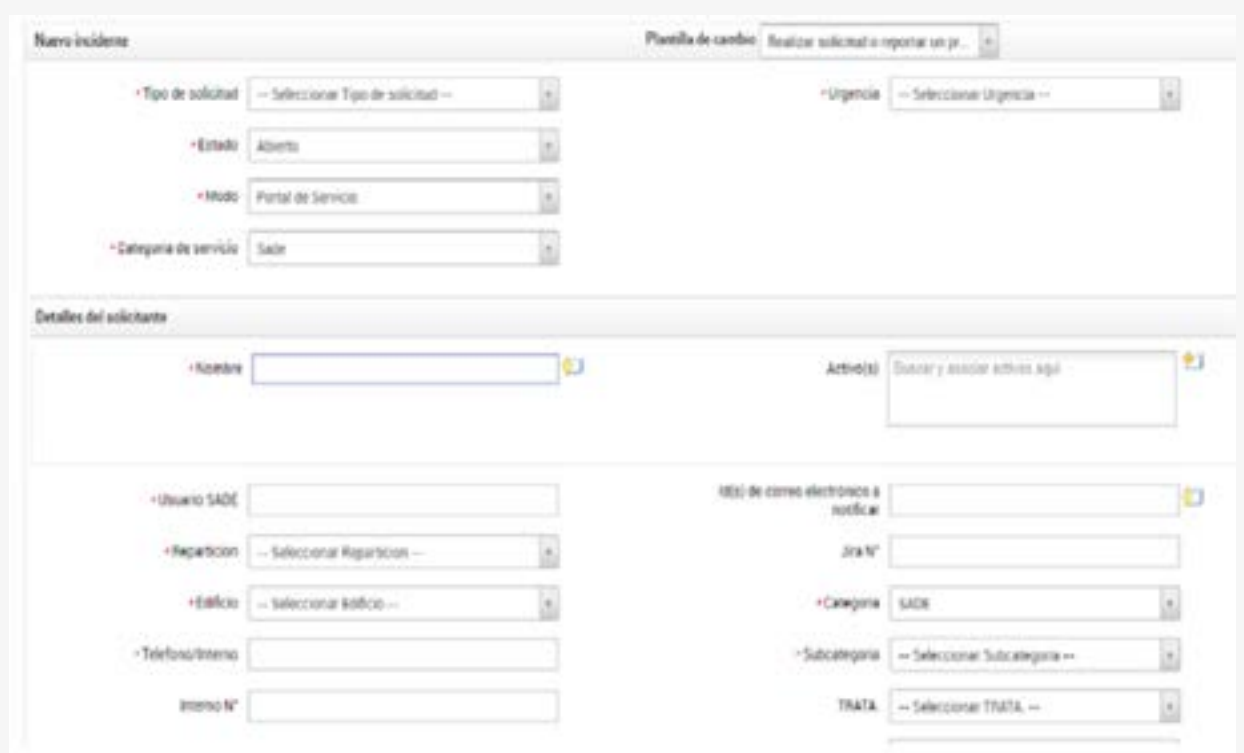 Nuevo incidente
Plantilla de cambio Realizar solicitud o reportar un pr...
*Tipo de solicitud -- Seleccionar Tipo de solicitud --
*Urgencia -- Seleccionar Urgencia --
*Estado Abierto
*Modo Portal de Servicio
*Categoria de servicio Sade
Detalles del solicitante
*Nombre
Activo(s) Buscar y asociar activos aquí
*Usuario SADE
Id(s) de correo electrónico a notificar
*Reparticion -- Seleccionar Reparticion --
Jira N°
*Edificio -- Seleccionar Edificio --
*Categoria SADE
*Telefono/Interno
*Subcategoria -- Seleccionar Subcategoria --
Interno N°
TRATA. -- Seleccionar TRATA. --